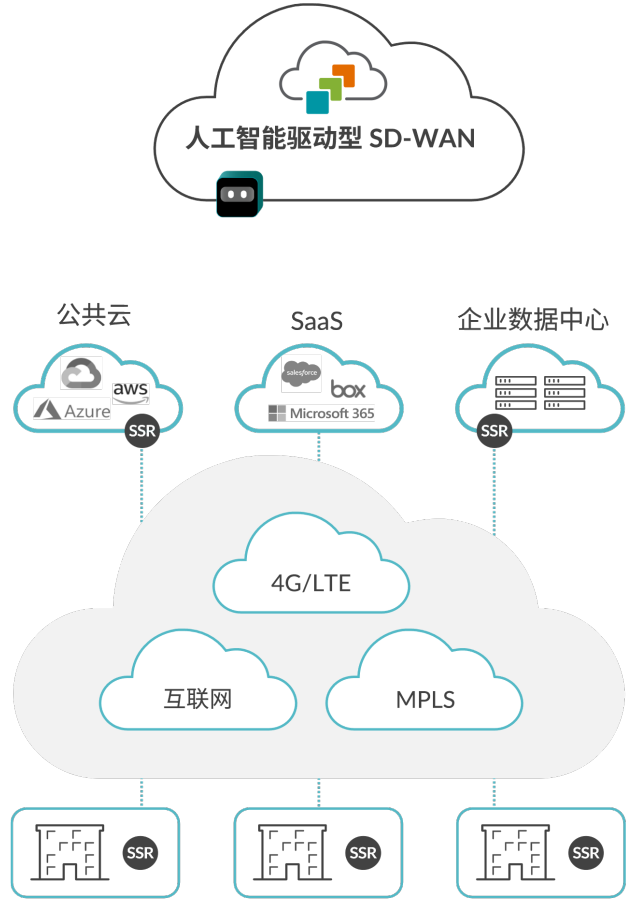 人工智能驱动型 SD-WAN
公共云
SaaS
企业数据中心
aws
Azure
SSR
salesforce
box
Microsoft 365
SSR
4G/LTE
互联网
MPLS
SSR
SSR
SSR